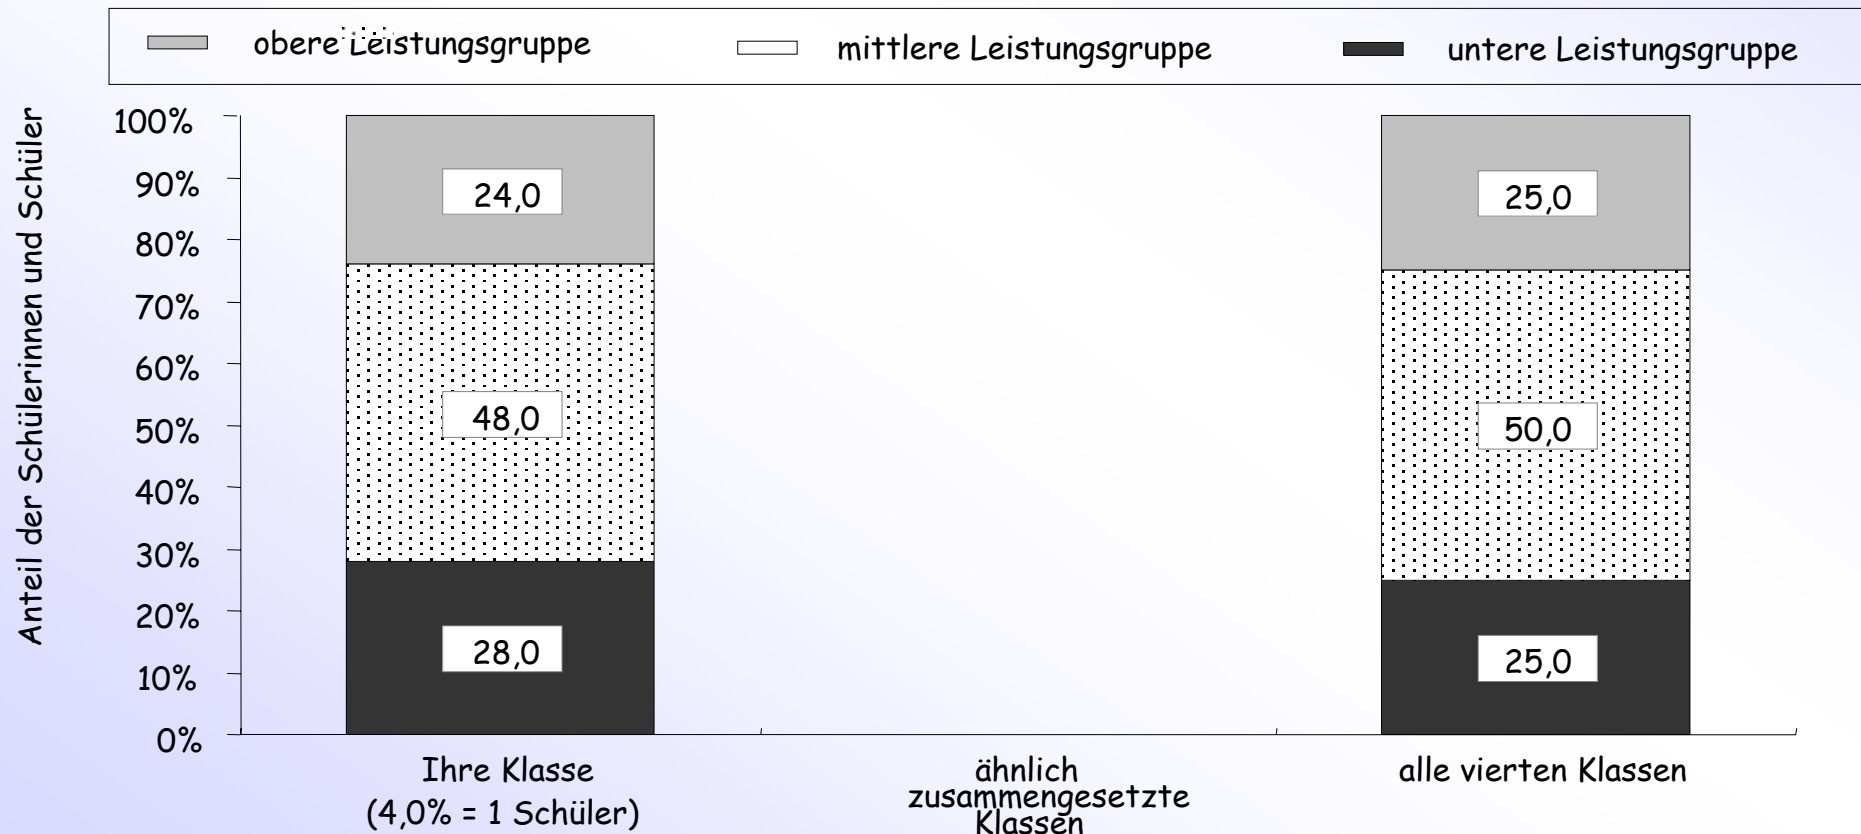 obere Leistungsgruppe
mittlere Leistungsgruppe
untere Leistungsgruppe
Anteil der Schülerinnen und Schüler
100%
90%
80%
70%
60%
50%
40%
30%
20%
10%
0%
24,0
48,0
28,0
25,0
50,0
25,0
Ihre Klasse
(4,0% = 1 Schüler)
ähnlich
zusammengesetzte
Klassen
alle vierten Klassen